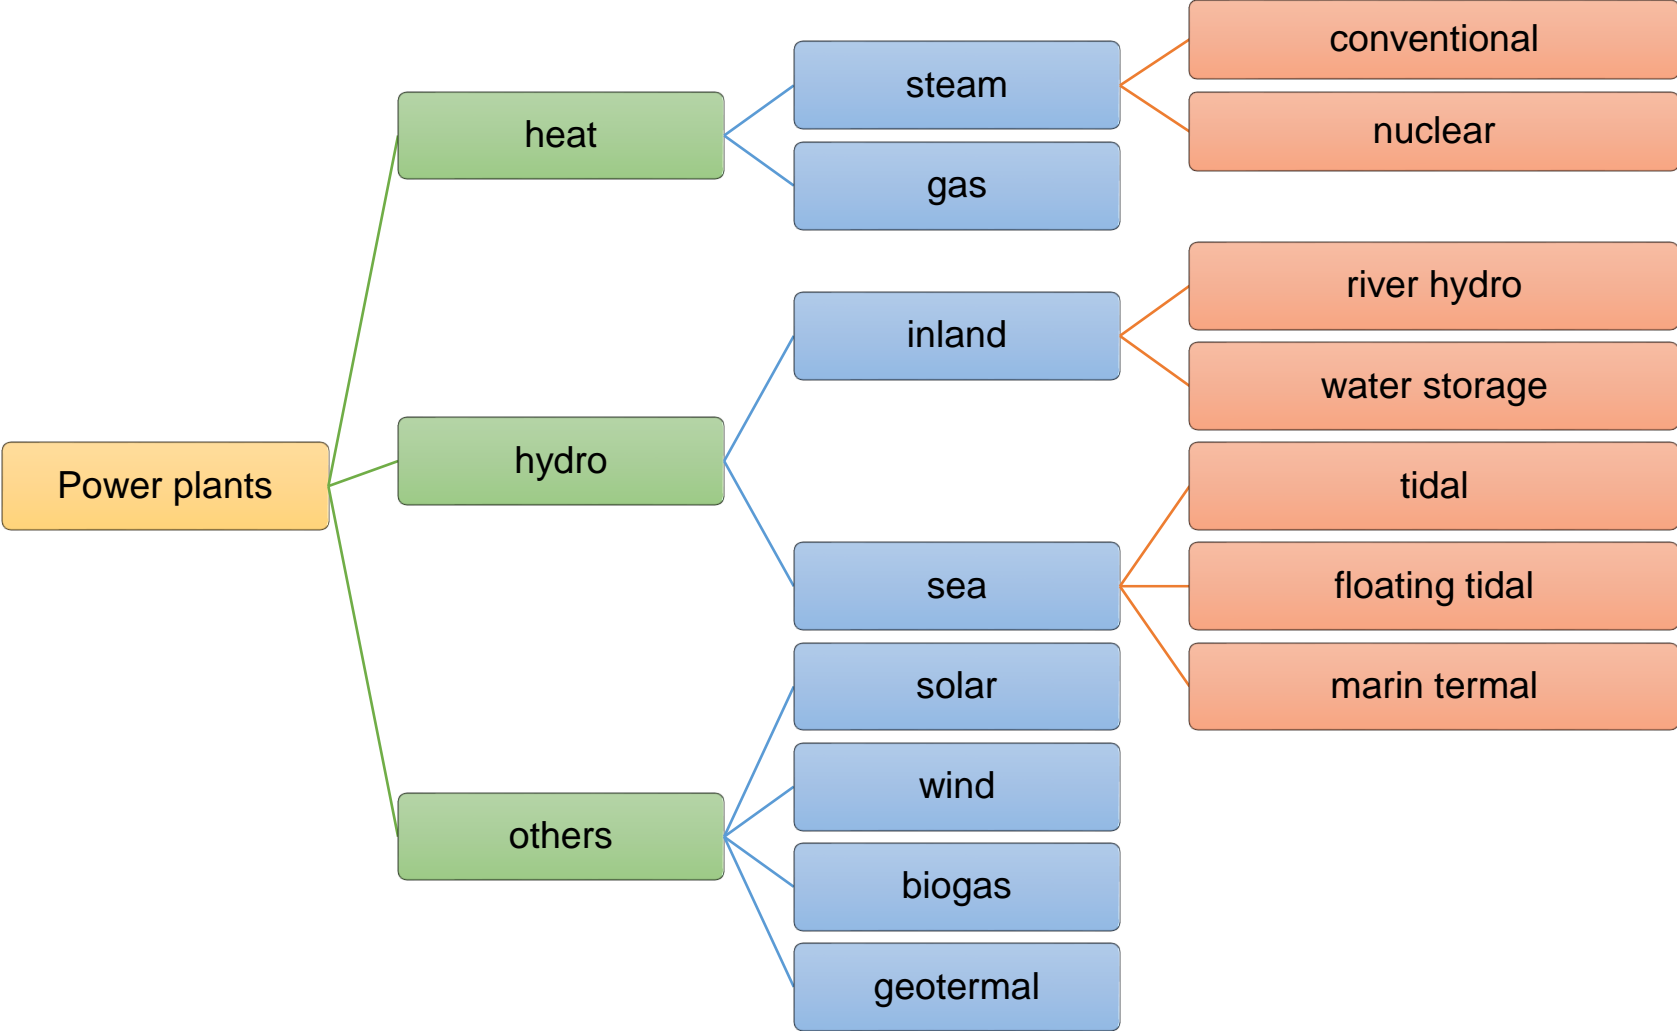 Power plants
heat
steam
conventional
nuclear
gas
hydro
inland
river hydro
water storage
sea
tidal
floating tidal
marin termal
others
solar
wind
biogas
geotermal